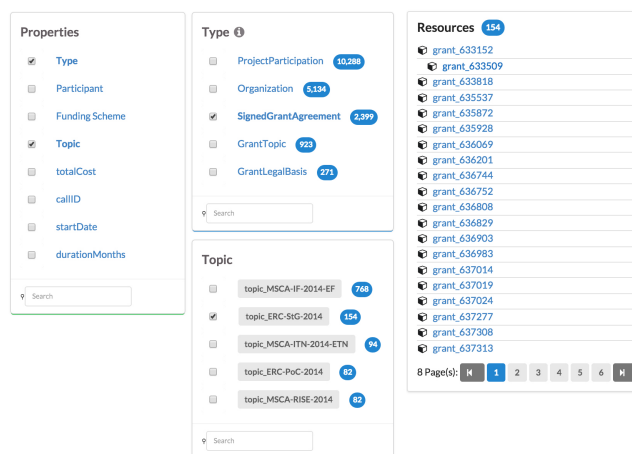 Properties
Type
Participant
Funding Scheme
Topic
totalCost
callID
startDate
durationMonths
Search
Type
ProjectParticipation 10,288
Organization 5,134
SignedGrantAgreement 2,399
GrantTopic 923
GrantLegalBasis 271
Search
Topic
topic_MSCA-IF-2014-EF 768
topic_ERC-StG-2014 154
topic_MSCA-ITN-2014-ETN 94
topic_ERC-PoC-2014 82
topic_MSCA-RISE-2014 82
Search
Resources 154
grant_633152
grant_633509
grant_633818
grant_635537
grant_635872
grant_635928
grant_636069
grant_636201
grant_636744
grant_636752
grant_636808
grant_636829
grant_636903
grant_636983
grant_637014
grant_637019
grant_637024
grant_637277
grant_637308
grant_637313
8 Page(s): 1 2 3 4 5 6